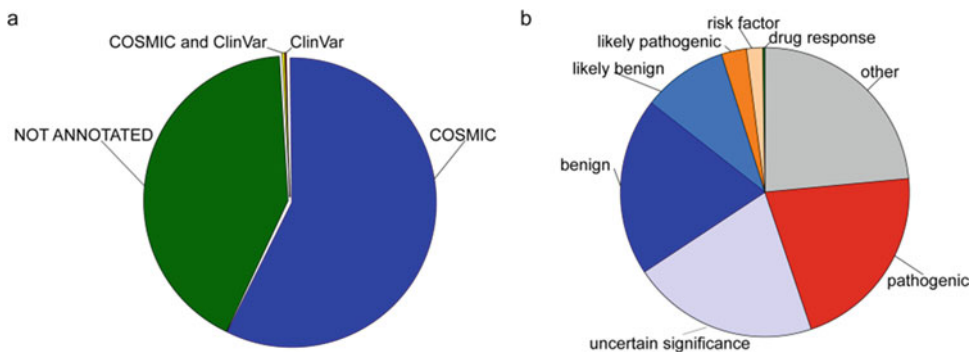 a
COSMIC and ClinVar
ClinVar
NOT ANNOTATED
COSMIC
b
risk factor
drug response
likely pathogenic
likely benign
other
benign
pathogenic
uncertain significance